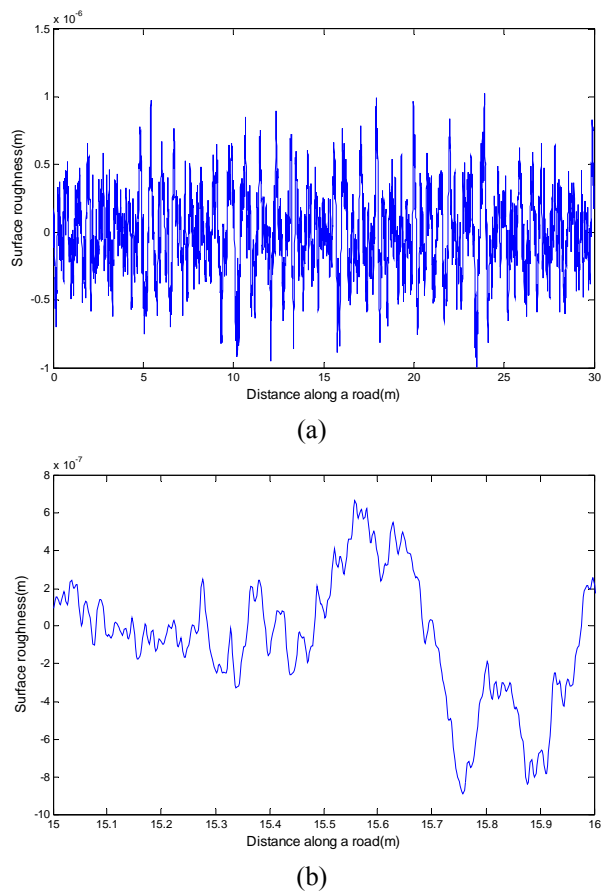 x 10^-6
1.5
1
0.5
0
-0.5
-1
Surface roughness(m)
0 5 10 15 20 25 30
Distance along a road(m)
(a)
x 10^-7
8
6
4
2
0
-2
-4
-6
-8
-10
Surface roughness(m)
15 15.1 15.2 15.3 15.4 15.5 15.6 15.7 15.8 15.9 16
Distance along a road(m)
(b)